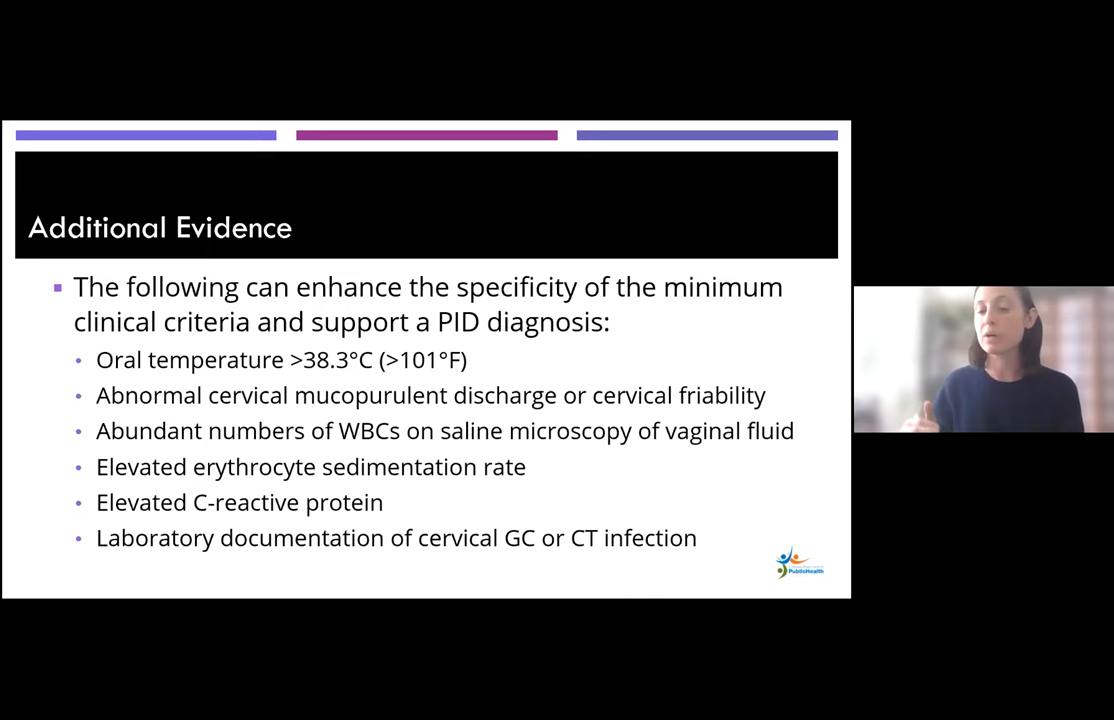 Additional Evidence
The following can enhance the specificity of the minimum
clinical criteria and support a PID diagnosis:
Oral temperature >38.3°C (>101°F)
Abnormal cervical mucopurulent discharge or cervical friability
Abundant numbers of WBCs on saline microscopy of vaginal fluid
Elevated erythrocyte sedimentation rate
Elevated C-reactive protein
Laboratory documentation of cervical GC or CT infection
PublicHealth